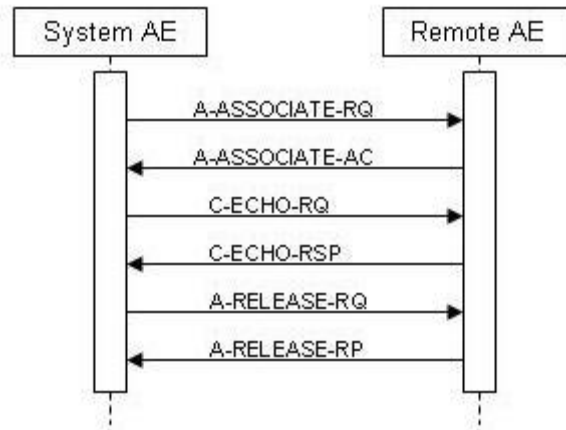 System AE
Remote AE
A-ASSOCIATE-RQ
A-ASSOCIATE-AC
C-ECHO-RQ
C-ECHO-RSP
A-RELEASE-RQ
A-RELEASE-RP